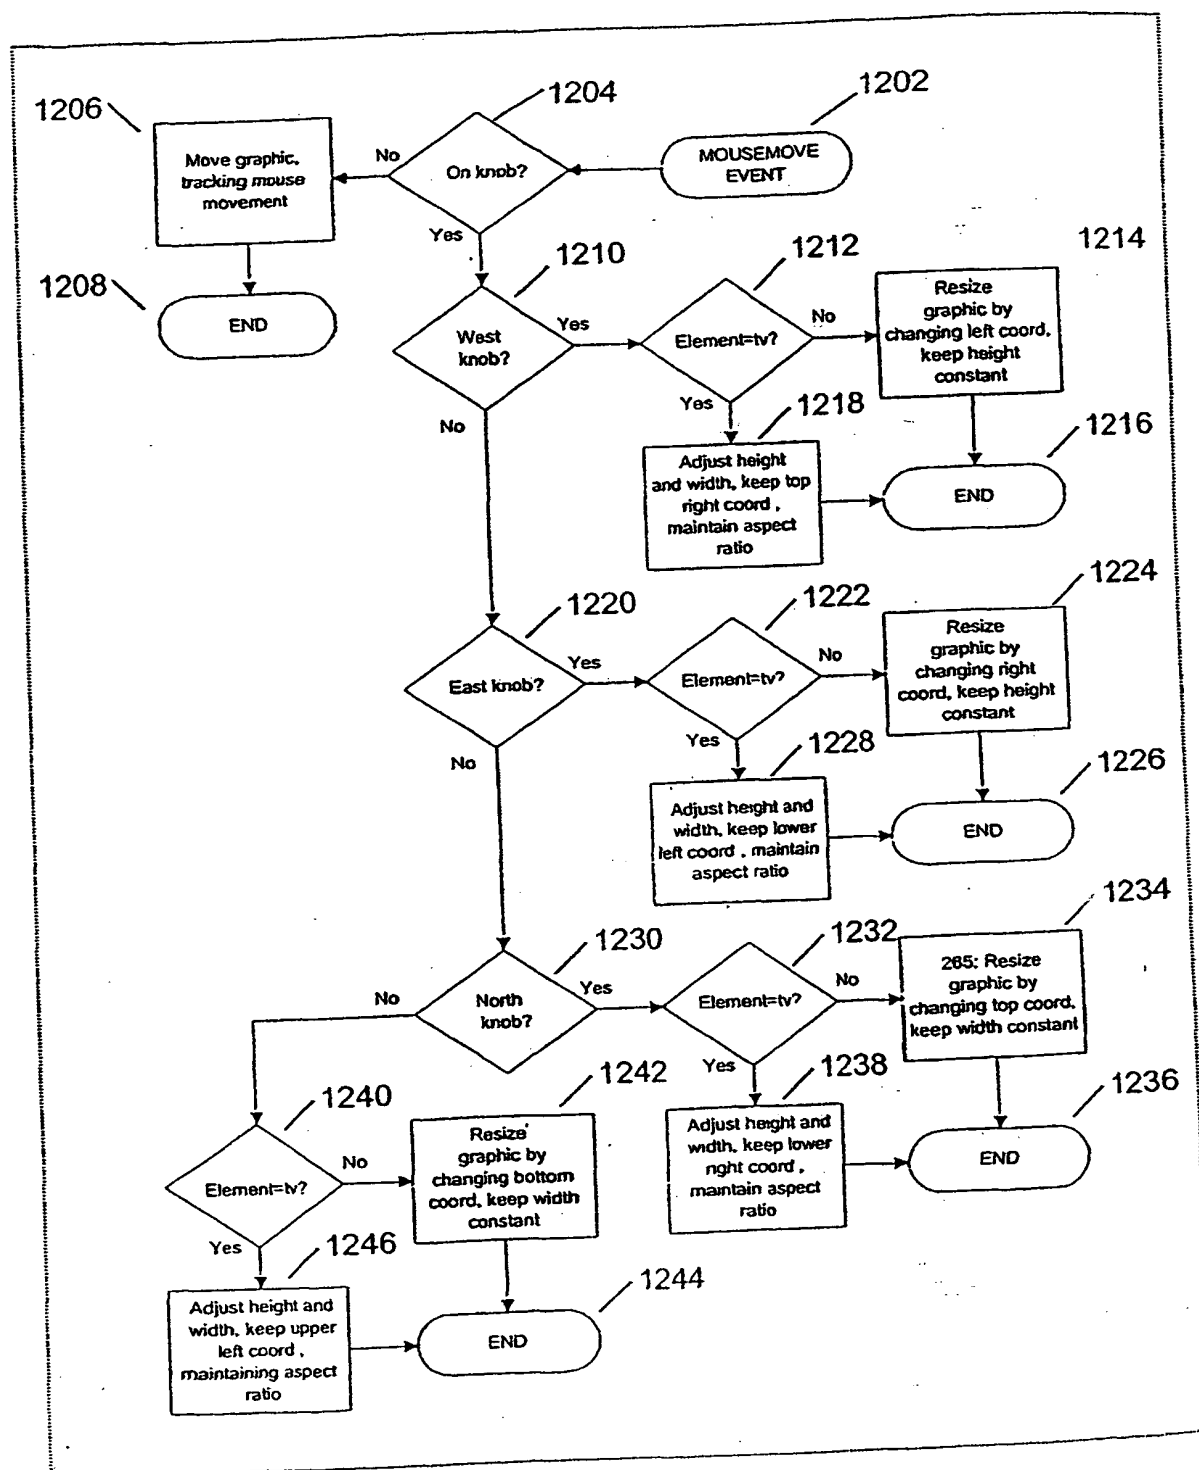 1202
MOUSEMOVE
EVENT
1204
On knob?
No
Yes
1206
Move graphic,
tracking mouse
movement
1208
END
1210
West
knob?
Yes
No
1212
Element=tv?
No
Yes
1214
Resize
graphic by
changing left coord,
keep height
constant
1216
END
1218
Adjust height
and width, keep top
right coord ,
maintain aspect
ratio
1220
East knob?
Yes
No
1222
Element=tv?
No
Yes
1224
Resize
graphic by
changing right
coord, keep height
constant
1226
END
1228
Adjust height and
width, keep lower
left coord , maintain
aspect ratio
1230
North
knob?
Yes
No
1232
Element=tv?
No
Yes
1234
265: Resize
graphic by
changing top coord,
keep width constant
1236
END
1238
Adjust height and
width, keep lower
right coord ,
maintain aspect
ratio
1240
Element=tv?
No
Yes
1242
Resize
graphic by
changing bottom
coord, keep width
constant
1244
END
1246
Adjust height and
width, keep upper
left coord ,
maintaining aspect
ratio